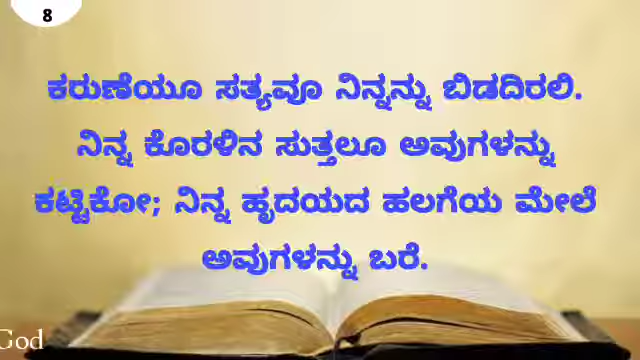 8
ಕರುಣೆಯೂ ಸತ್ಯವೂ ನಿನ್ನನ್ನು ಬಿಡದಿರಲಿ.
ನಿನ್ನ ಕೊರಳಿನ ಸುತ್ತಲೂ ಅವುಗಳನ್ನು
ಕಟ್ಟಿಕೋ; ನಿನ್ನ ಹೃದಯದ ಹಲಗೆಯ ಮೇಲೆ
ಅವುಗಳನ್ನು ಬರೆ.
God